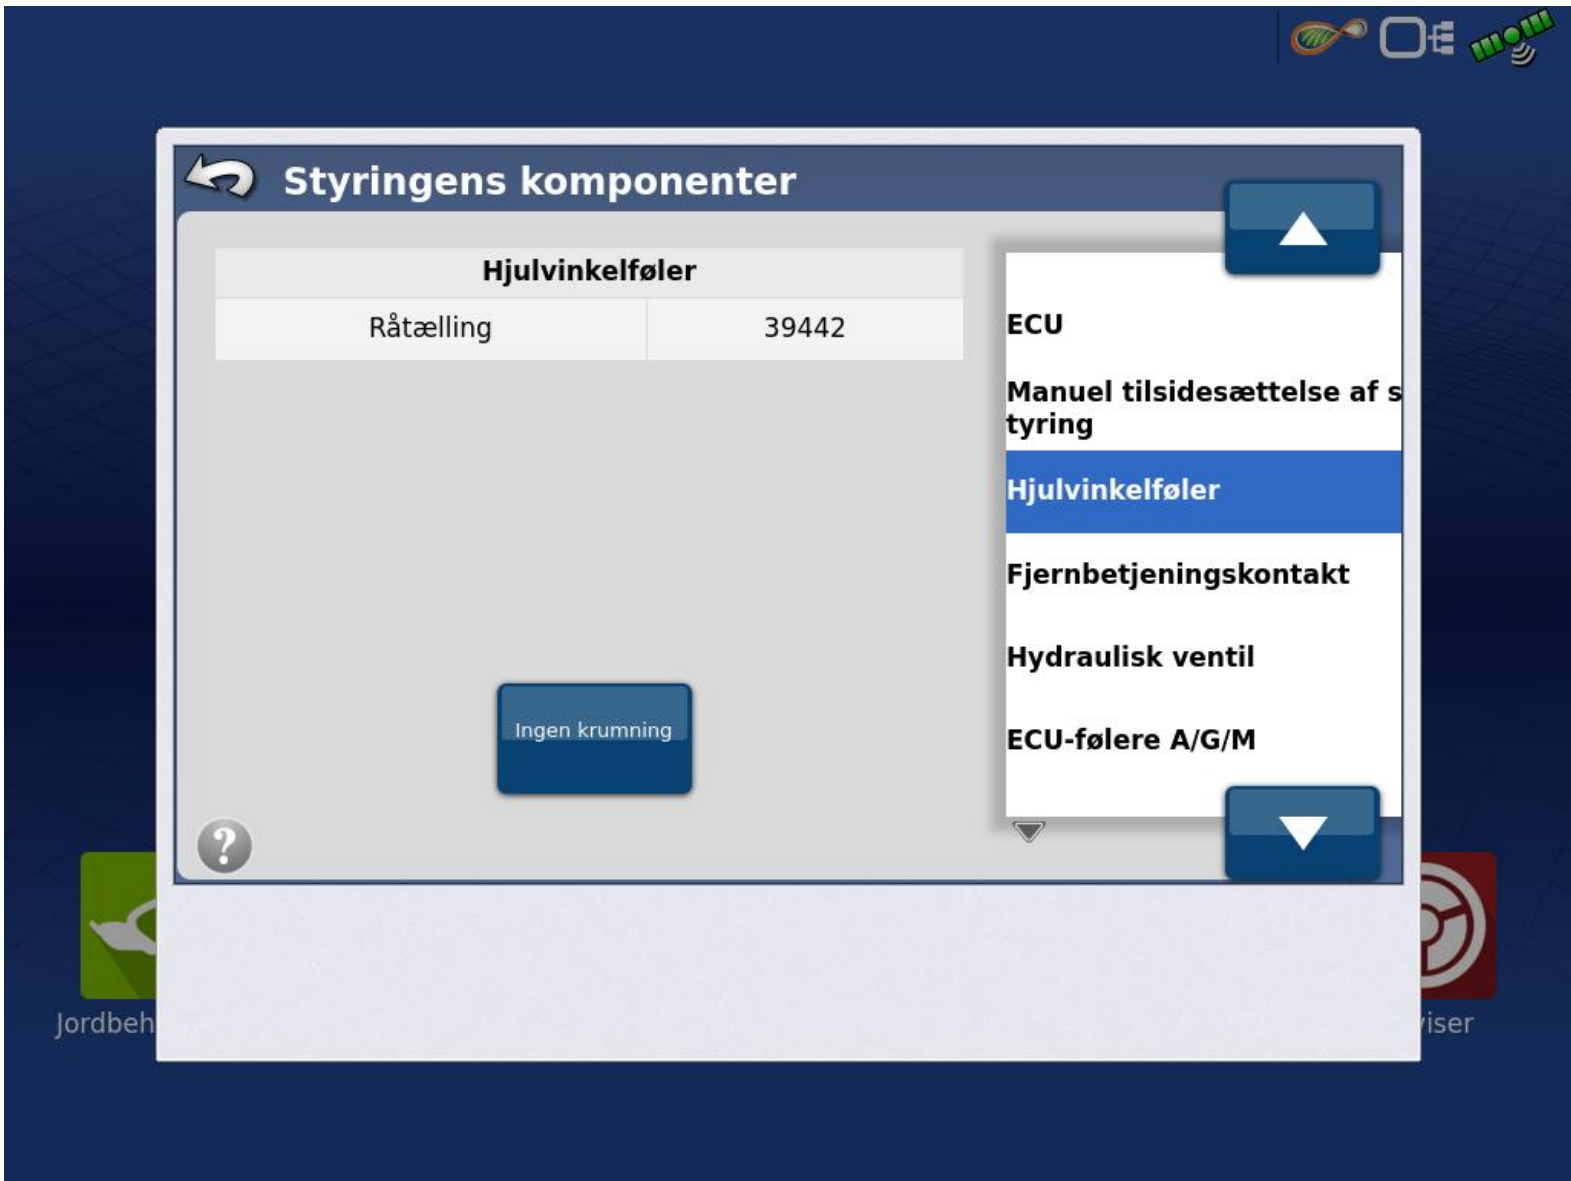 Styringens komponenter
Hjulvinkelføler
Råtælling 39442
ECU
Manuel tilsidesættelse af s
tyring
Hjulvinkelføler
Fjernbetjeningskontakt
Hydraulisk ventil
ECU-følere A/G/M
Ingen krumning
?
Jordbeh
viser